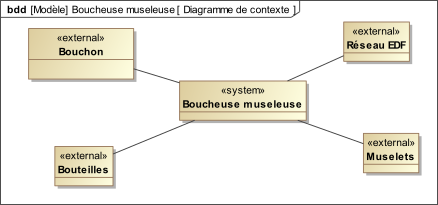 bdd [Modèle] Boucheuse museleuse [ Diagramme de contexte ]
«external»
Bouchon
«external»
Réseau EDF
«system»
Boucheuse museleuse
«external»
Bouteilles
«external»
Muselets